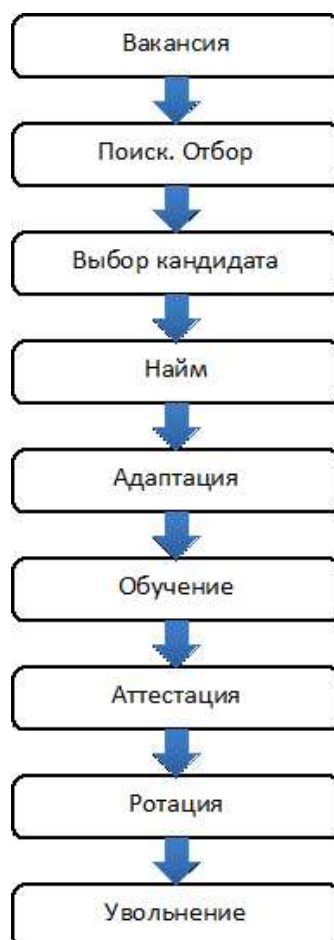 Вакансия
Поиск. Отбор
Выбор кандидата
Найм
Адаптация
Обучение
Аттестация
Ротация
Увольнение